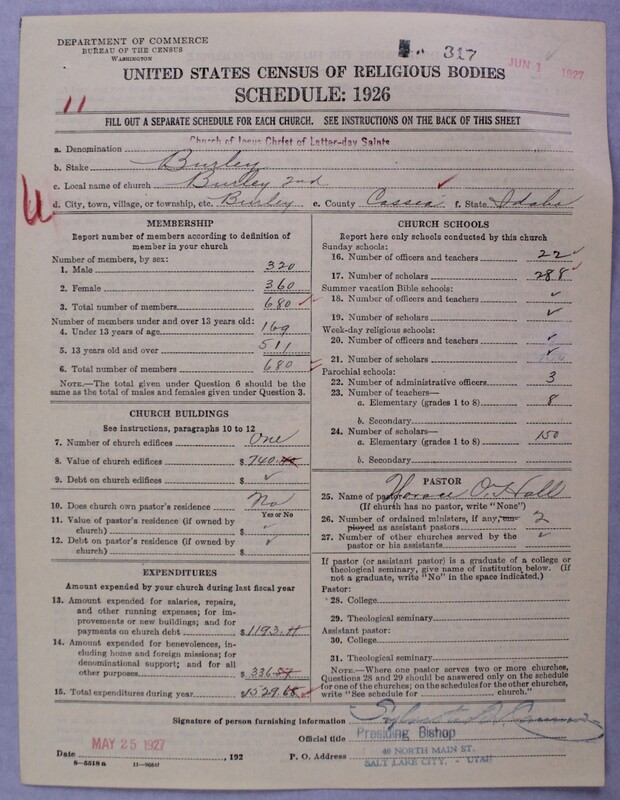 DEPARTMENT OF COMMERCE
BUREAU OF THE CENSUS
WASHINGTON
317
JUN 1 1927
UNITED STATES CENSUS OF RELIGIOUS BODIES
SCHEDULE: 1926
11
FILL OUT A SEPARATE SCHEDULE FOR EACH CHURCH. SEE INSTRUCTIONS ON THE BACK OF THIS SHEET
a. Denomination Church of Jesus Christ of Latter-day Saints
b. Stake Burley
c. Local name of church Burley 2nd
d. City, town, village, or township, etc. Burley e. County Cassia f. State Idaho
MEMBERSHIP
Report number of members according to definition of
member in your church
Number of members, by sex:
1. Male 320
2. Female 360
3. Total number of members 680
Number of members under and over 13 years old:
4. Under 13 years of age 169
5. 13 years old and over 511
6. Total number of members 680
NOTE.—The total given under Question 6 should be the
same as the total of males and females given under Question 3.
CHURCH BUILDINGS
See instructions, paragraphs 10 to 12
7. Number of church edifices One
8. Value of church edifices $740.
9. Debt on church edifices $
10. Does church own pastor's residence No
Yes or No
11. Value of pastor's residence (if owned by
church) $
12. Debt on pastor's residence (if owned by
church) $
EXPENDITURES
Amount expended by your church during last fiscal year
13. Amount expended for salaries, repairs,
and other running expenses; for im-
provements or new buildings; and for
payments on church debt $1193.
14. Amount expended for benevolences, in-
cluding home and foreign missions; for
denominational support; and for all
other purposes $336.
15. Total expenditures during year $1529.
CHURCH SCHOOLS
Report here only schools conducted by this church
Sunday schools:
16. Number of officers and teachers 22
17. Number of scholars 288
Summer vacation Bible schools:
18. Number of officers and teachers
19. Number of scholars
Week-day religious schools:
20. Number of officers and teachers
21. Number of scholars
Parochial schools:
22. Number of administrative officers 3
23. Number of teachers—
a. Elementary (grades 1 to 8) 8
b. Secondary
24. Number of scholars—
a. Elementary (grades 1 to 8) 150
b. Secondary
PASTOR
25. Name of pastor Horace O. Hall
(If church has no pastor, write "None")
26. Number of ordained ministers, if any, em-
ployed as assistant pastors 2
27. Number of other churches served by the
pastor or his assistants
If pastor (or assistant pastor) is a graduate of a college or
theological seminary, give name of institution below. (If
not a graduate, write "No" in the space indicated.)
Pastor:
28. College
29. Theological seminary
Assistant pastor:
30. College
31. Theological seminary
NOTE.—Where one pastor serves two or more churches,
Questions 28 and 29 should be answered only on the schedule
for one of the churches; on the schedules for the other churches,
write "See schedule for church."
Signature of person furnishing information
Official title Presiding Bishop
Date MAY 25 1927, 192 P. O. Address 40 NORTH MAIN ST.
SALT LAKE CITY, - UTAH
8—5518a